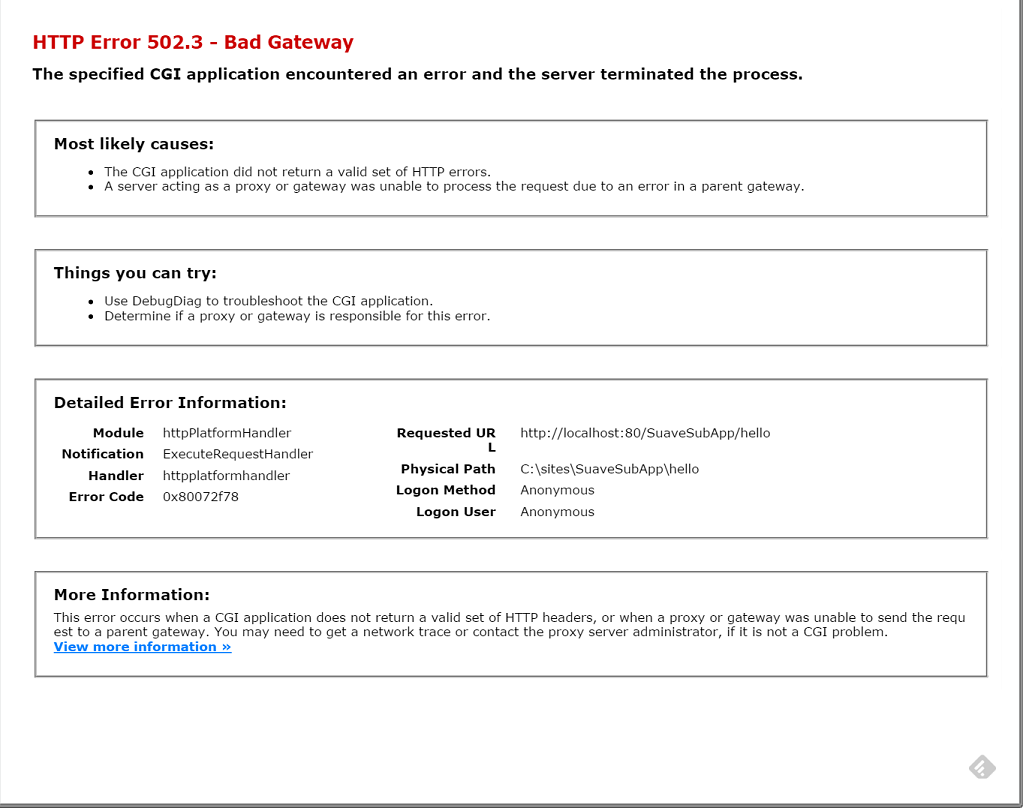 HTTP Error 502.3 - Bad Gateway
The specified CGI application encountered an error and the server terminated the process.
Most likely causes:
• The CGI application did not return a valid set of HTTP errors.
• A server acting as a proxy or gateway was unable to process the request due to an error in a parent gateway.
Things you can try:
• Use DebugDiag to troubleshoot the CGI application.
• Determine if a proxy or gateway is responsible for this error.
Detailed Error Information:
Module httpPlatformHandler
Notification ExecuteRequestHandler
Handler httpplatformhandler
Error Code 0x80072f78
Requested UR http://localhost:80/SuaveSubApp/hello
L
Physical Path C:\sites\SuaveSubApp\hello
Logon Method Anonymous
Logon User Anonymous
More Information:
This error occurs when a CGI application does not return a valid set of HTTP headers, or when a proxy or gateway was unable to send the requ
est to a parent gateway. You may need to get a network trace or contact the proxy server administrator, if it is not a CGI problem.
View more information »